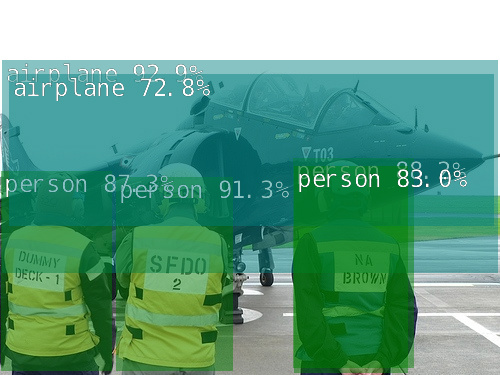 airplane 92.9%
airplane 72.8%
T03
person 87.3%
person 91.3%
person 88.2%
person 83.0%
DUMMY
DECK-1
SFDO
2
NA
BROWN